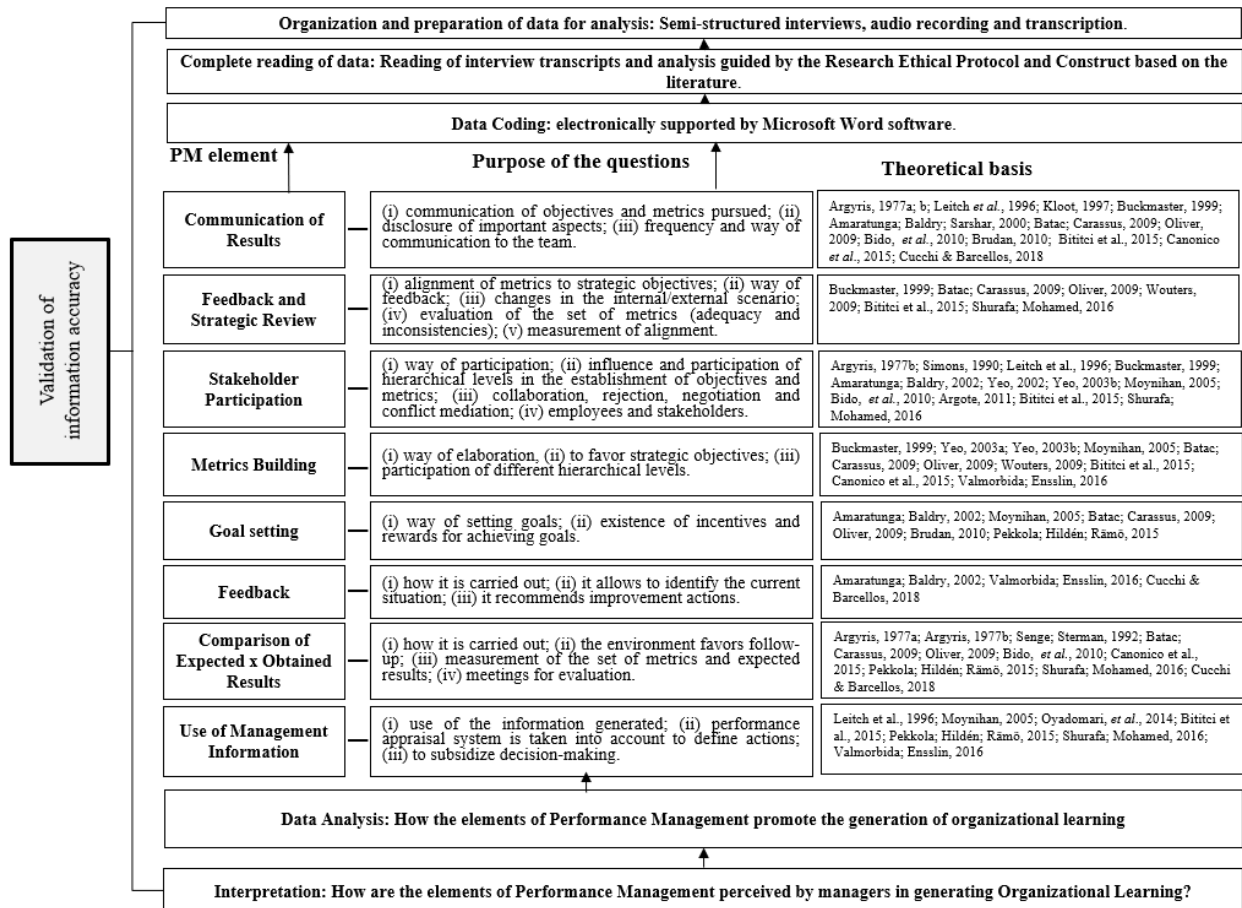 Organization and preparation of data for analysis: Semi-structured interviews, audio recording and transcription.
Complete reading of data: Reading of interview transcripts and analysis guided by the Research Ethical Protocol and Construct based on the
literature.
Data Coding: electronically supported by Microsoft Word software.
PM element
Purpose of the questions
Theoretical basis
Validation of
information accuracy
Communication of
Results
(i) communication of objectives and metrics pursued; (ii)
disclosure of important aspects; (iii) frequency and way of
communication to the team.
Argyris, 1977a; b; Leitch et al., 1996; Kloot, 1997; Buckmaster, 1999;
Amaratunga; Baldry; Sarshar, 2000; Batac; Carassus, 2009; Oliver,
2009; Bido, et al., 2010; Brudan, 2010; Bititci et al., 2015; Canonico
et al., 2015; Cucchi & Barcellos, 2018
Feedback and
Strategic Review
(i) alignment of metrics to strategic objectives; (ii) way of
feedback; (iii) changes in the internal/external scenario;
(iv) evaluation of the set of metrics (adequacy and
inconsistencies); (v) measurement of alignment.
Buckmaster, 1999; Batac; Carassus, 2009; Oliver, 2009; Wouters,
2009; Bititci et al., 2015; Shurafa; Mohamed, 2016
Stakeholder
Participation
(i) way of participation; (ii) influence and participation of
hierarchical levels in the establishment of objectives and
metrics; (iii) collaboration, rejection, negotiation and
conflict mediation; (iv) employees and stakeholders.
Argyris, 1977b; Simons, 1990; Leitch et al., 1996; Buckmaster, 1999;
Amaratunga; Baldry, 2002; Yeo, 2002; Yeo, 2003b; Moynihan, 2005;
Bido, et al., 2010; Argote, 2011; Bititci et al., 2015; Shurafa;
Mohamed, 2016
Metrics Building
(i) way of elaboration, (ii) to favor strategic objectives; (iii)
participation of different hierarchical levels.
Buckmaster, 1999; Yeo, 2003a; Yeo, 2003b; Moynihan, 2005; Batac;
Carassus, 2009; Oliver, 2009; Wouters, 2009; Bititci et al., 2015;
Canonico et al., 2015; Valmorbida; Ensslin, 2016
Goal setting
(i) way of setting goals; (ii) existence of incentives and
rewards for achieving goals.
Amaratunga; Baldry, 2002; Moynihan, 2005; Batac; Carassus, 2009;
Oliver, 2009; Brudan, 2010; Pekkola; Hildén; Rämö, 2015
Feedback
(i) how it is carried out; (ii) it allows to identify the current
situation; (iii) it recommends improvement actions.
Amaratunga; Baldry, 2002; Valmorbida; Ensslin, 2016; Cucchi &
Barcellos, 2018
Comparison of
Expected x Obtained
Results
(i) how it is carried out; (ii) the environment favors follow-
up; (iii) measurement of the set of metrics and expected
results; (iv) meetings for evaluation.
Argyris, 1977a; Argyris, 1977b; Senge; Sterman, 1992; Batac;
Carassus, 2009; Oliver, 2009; Bido, et al., 2010; Canonico et al.,
2015; Pekkola; Hildén; Rämö, 2015; Shurafa; Mohamed, 2016; Cucchi
& Barcellos, 2018
Use of Management
Information
(i) use of the information generated; (ii) performance
appraisal system is taken into account to define actions;
(iii) to subsidize decision-making.
Leitch et al., 1996; Moynihan, 2005; Oyadomari, et al., 2014; Bititci et
al., 2015; Pekkola; Hildén; Rämö, 2015; Shurafa; Mohamed, 2016;
Valmorbida; Ensslin, 2016
Data Analysis: How the elements of Performance Management promote the generation of organizational learning
Interpretation: How are the elements of Performance Management perceived by managers in generating Organizational Learning?